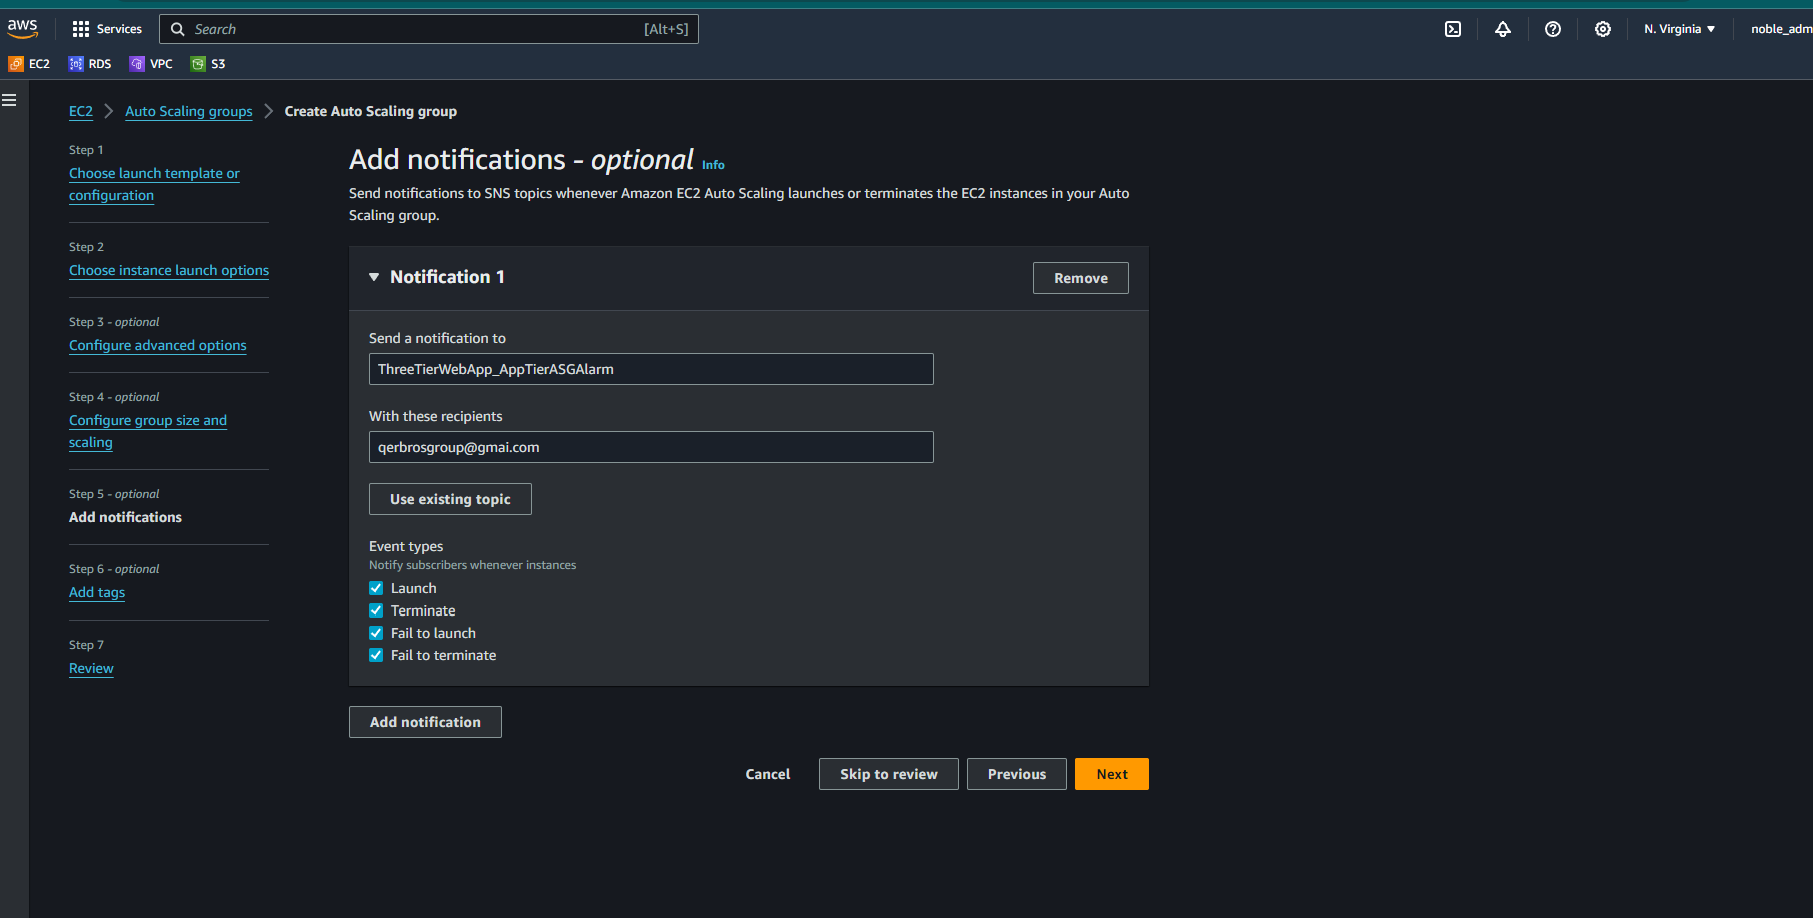 aws
Services
Search
[Alt+S]
N. Virginia
noble_adm
EC2
RDS
VPC
S3
EC2
Auto Scaling groups
Create Auto Scaling group
Step 1
Choose launch template or
configuration
Step 2
Choose instance launch options
Step 3 - optional
Configure advanced options
Step 4 - optional
Configure group size and
scaling
Step 5 - optional
Add notifications
Step 6 - optional
Add tags
Step 7
Review
Add notifications - optional Info
Send notifications to SNS topics whenever Amazon EC2 Auto Scaling launches or terminates the EC2 instances in your Auto
Scaling group.
Notification 1
Remove
Send a notification to
ThreeTierWebApp_AppTierASGAlarm
With these recipients
qerbrosgroup@gmai.com
Use existing topic
Event types
Notify subscribers whenever instances
Launch
Terminate
Fail to launch
Fail to terminate
Add notification
Cancel
Skip to review
Previous
Next